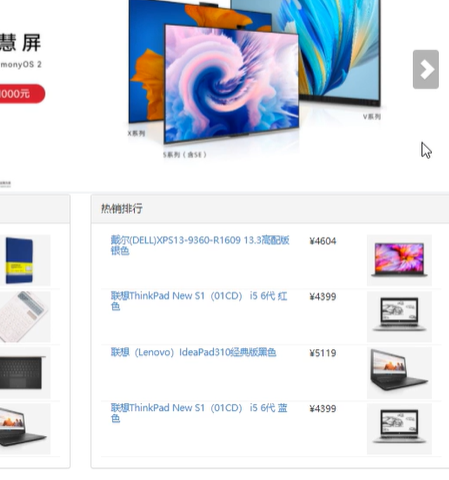 慧屏
monyOS 2
1000元
X系列
S系列（含SE）
V系列
热销排行
戴尔(DELL)XPS13-9360-R1609 13.3高配版
银色
¥4604
联想ThinkPad New S1（01CD） i5 6代 红
色
¥4399
联想（Lenovo）IdeaPad310经典版黑色
¥5119
联想ThinkPad New S1（01CD） i5 6代 蓝
色
¥4399